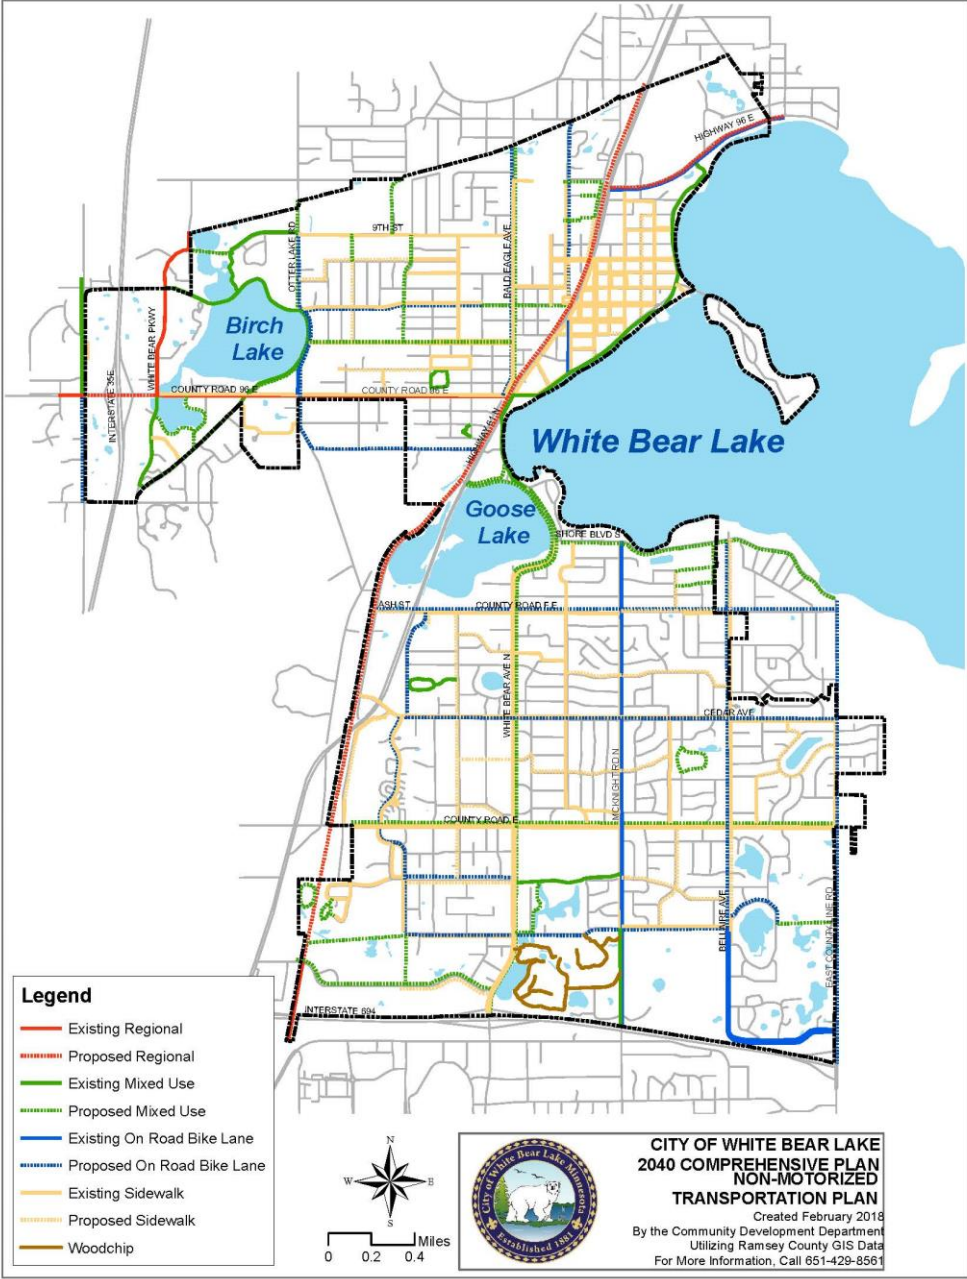 HIGHWAY 96 E
9TH ST
OTTER LAKE RD
BALD EAGLE AVE
Birch
Lake
WHITE BEAR PKWY
INTERSTATE 35E
COUNTY ROAD 96 E
COUNTY ROAD 96 E
HIGHWAY 61 N
White Bear Lake
Goose
Lake
SHORE BLVD S
ASH ST
COUNTY ROAD F E
WHITE BEAR AVE N
CEDAR AVE
MCKNIGHT RD N
COUNTY ROAD E
BELLAIRE AVE
EAST COUNTY LINE RD
INTERSTATE 694
Legend
Existing Regional
Proposed Regional
Existing Mixed Use
Proposed Mixed Use
Existing On Road Bike Lane
Proposed On Road Bike Lane
Existing Sidewalk
Proposed Sidewalk
Woodchip
N
W
E
S
Miles
0 0.2 0.4
City of White Bear Lake Minnesota
Established 1881
CITY OF WHITE BEAR LAKE
2040 COMPREHENSIVE PLAN
NON-MOTORIZED
TRANSPORTATION PLAN
Created February 2018
By the Community Development Department
Utilizing Ramsey County GIS Data
For More Information, Call 651-429-8561